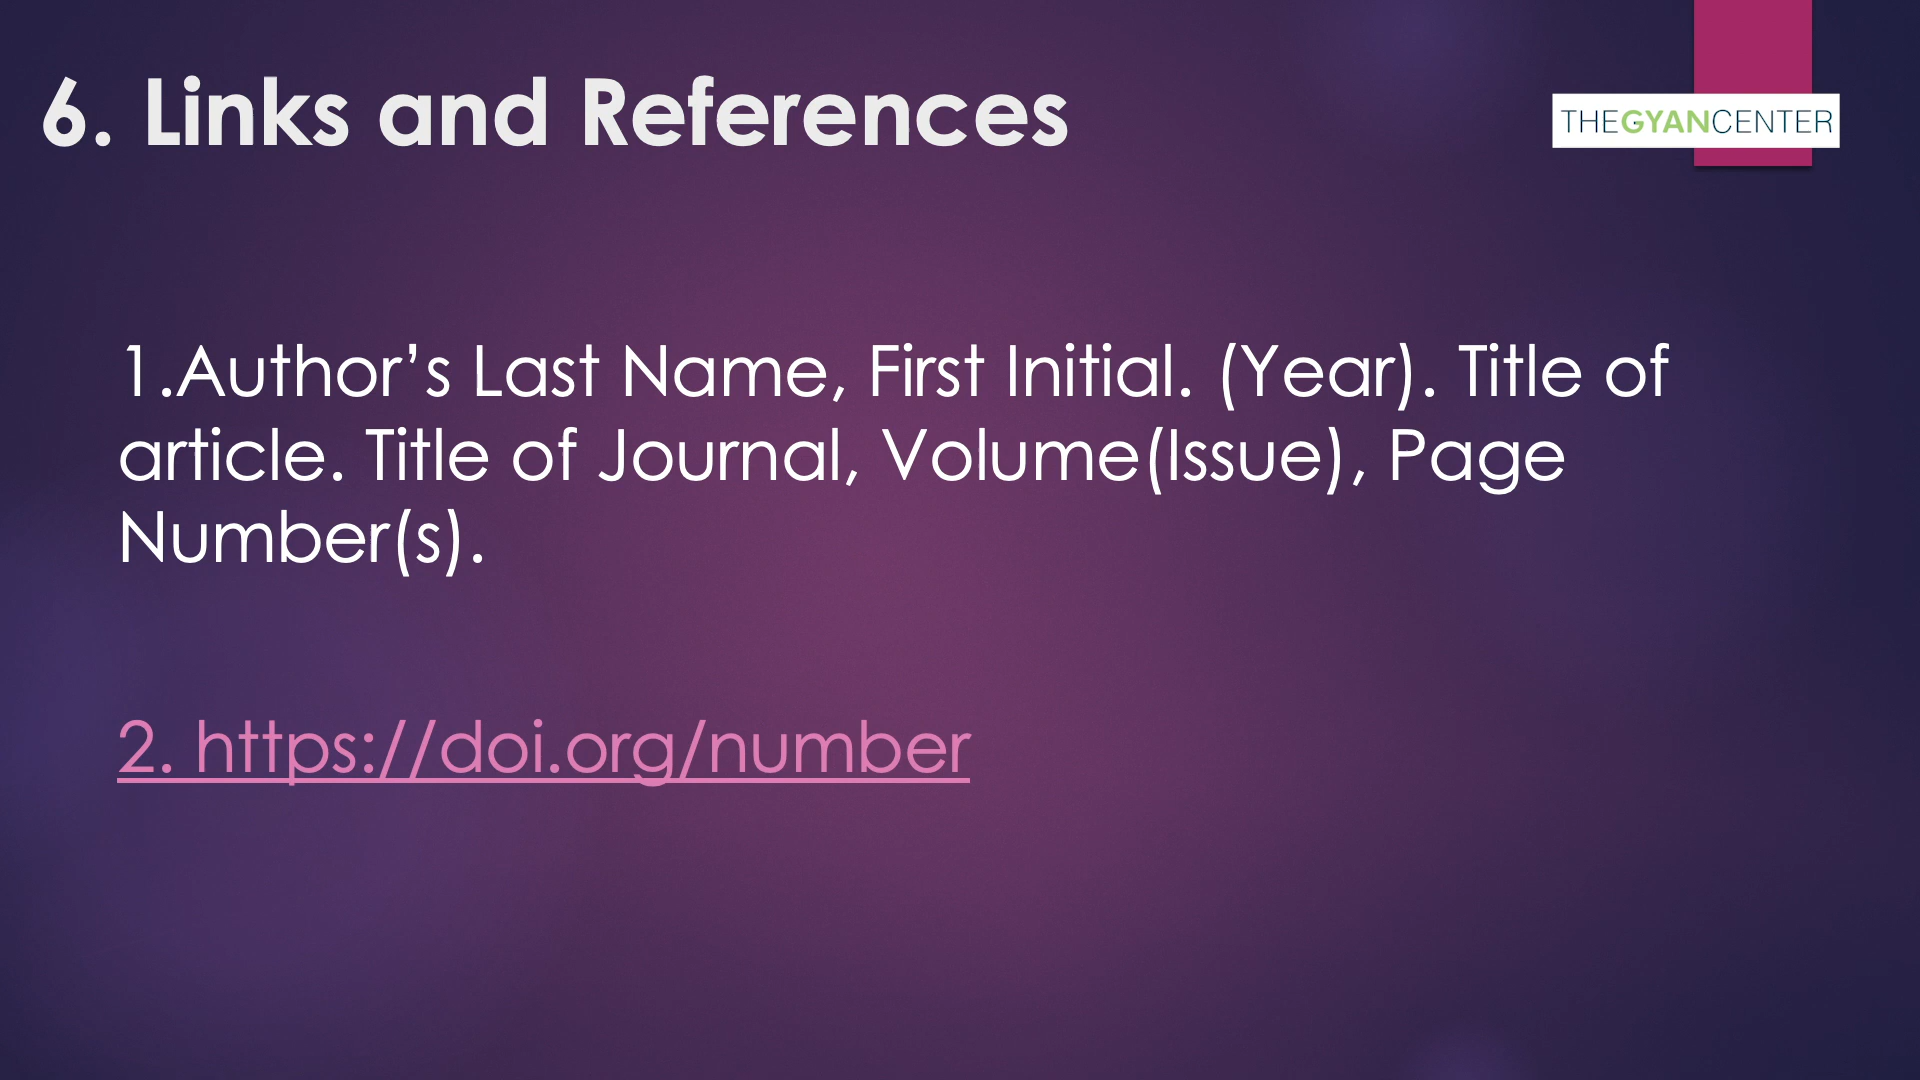 6. Links and References
THEGYANCENTER
1.Author’s Last Name, First Initial. (Year). Title of
article. Title of Journal, Volume(Issue), Page
Number(s).
2. https://doi.org/number